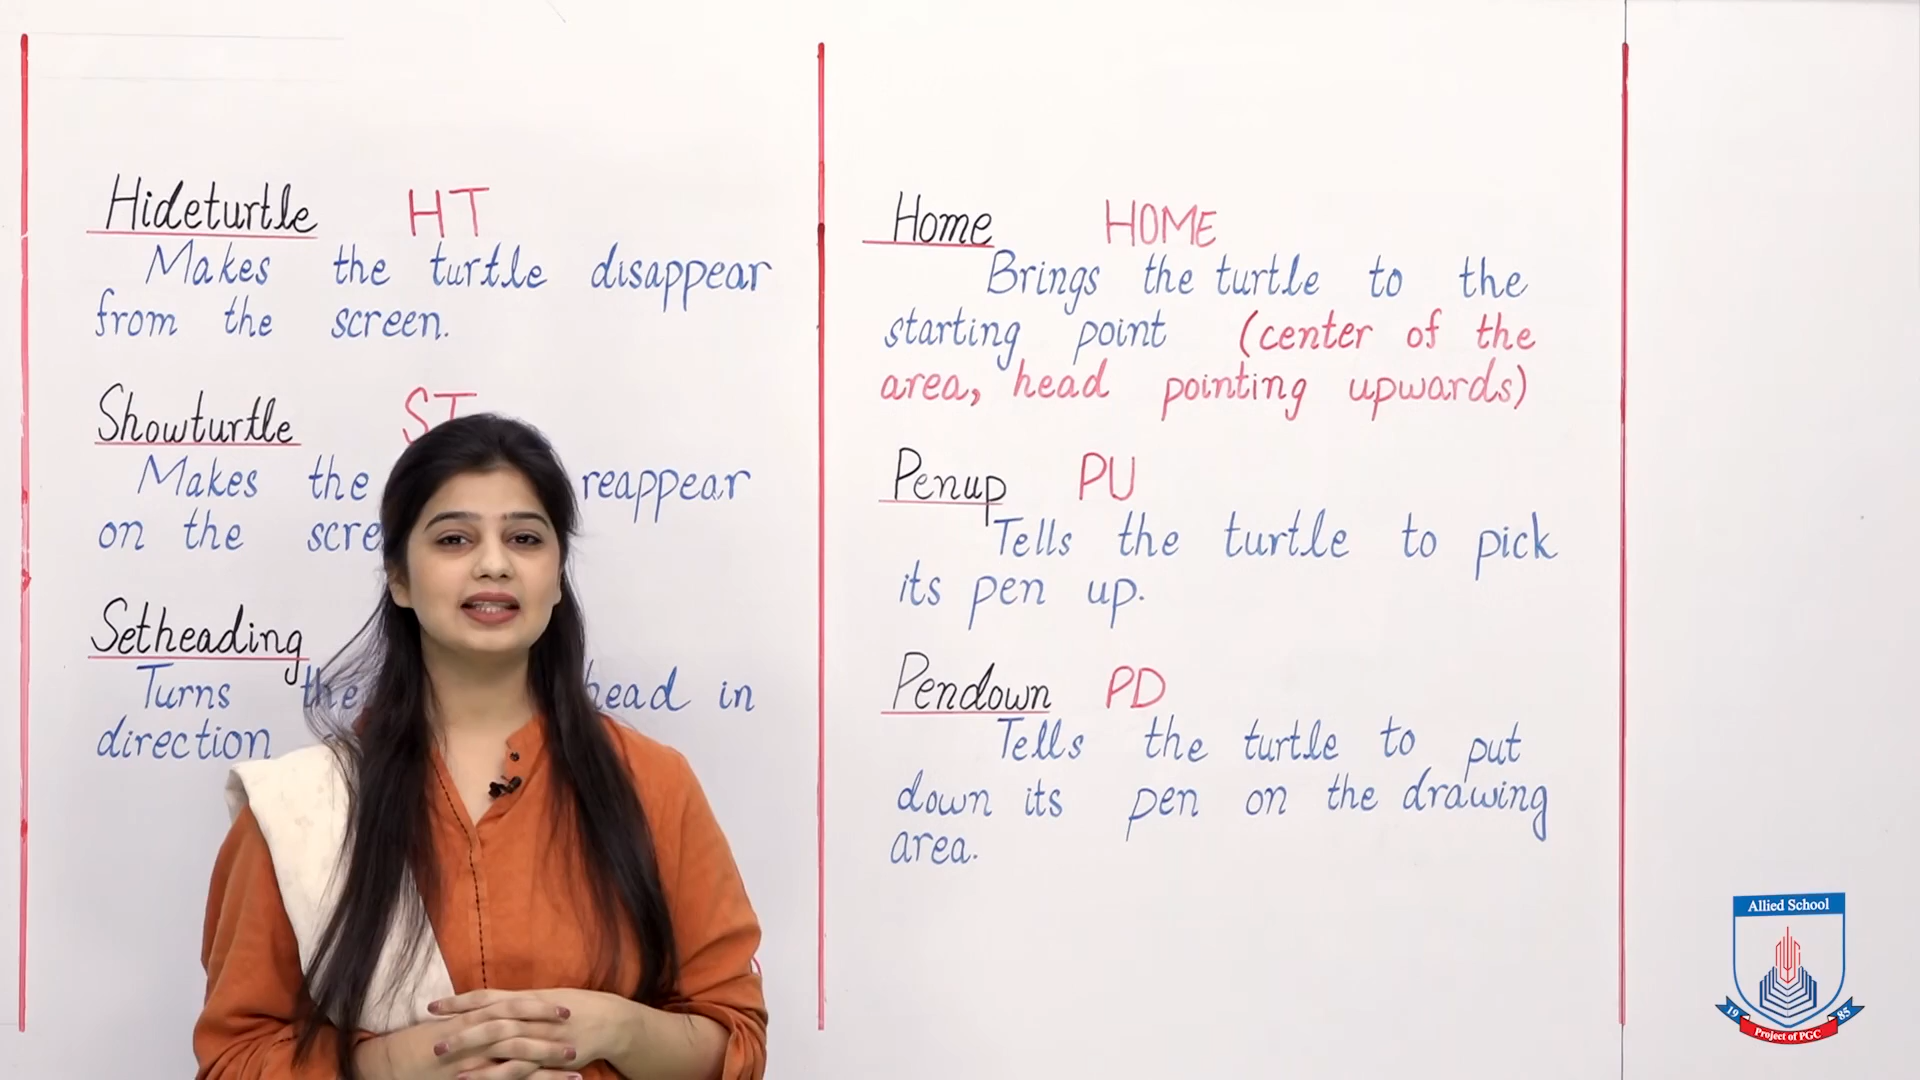 Hideturtle HT
Makes the turtle disappear
from the screen.
Showturtle ST
Makes the reappear
on the
Setheading
Turns the head in
direction
Home HOME
Brings the turtle to the
starting point (center of the
area, head pointing upwards)
Penup PU
Tells the turtle to pick
its pen up.
Pendown PD
Tells the turtle to put
down its pen on the drawing
area.
Allied School
19 85
Project of PGC